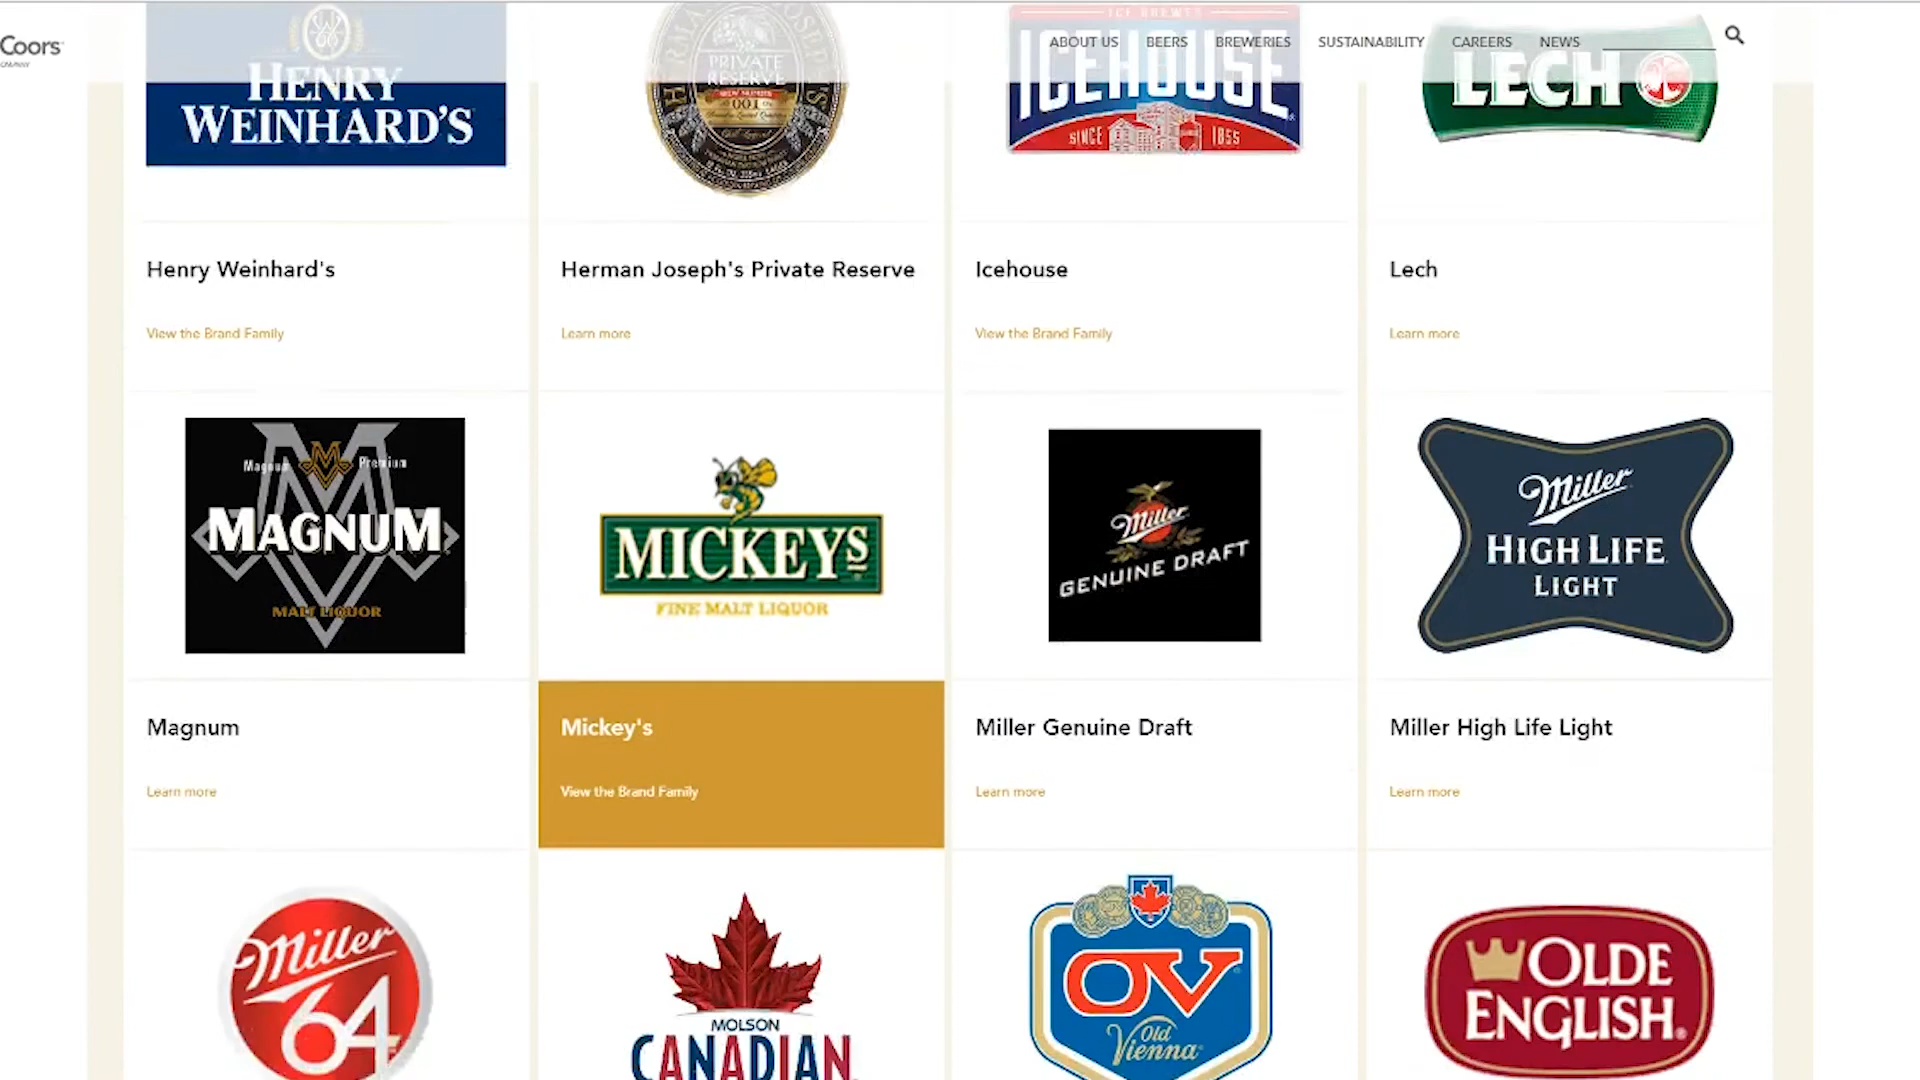 Coors
ABOUT US BEERS BREWERIES SUSTAINABILITY CAREERS NEWS
HENRY
WEINHARD'S
PRIVATE
RESERVE
001
ICE BREWED
ICEHOUSE
SINCE 1855
LECH
Henry Weinhard's
View the Brand Family
Herman Joseph's Private Reserve
Learn more
Icehouse
View the Brand Family
Lech
Learn more
Magnum Premium
MAGNUM
MALT LIQUOR
MICKEYS
FINE MALT LIQUOR
Miller
GENUINE DRAFT
Miller
HIGH LIFE
LIGHT
Magnum
Learn more
Mickey's
View the Brand Family
Miller Genuine Draft
Learn more
Miller High Life Light
Learn more
Miller
64
MOLSON
CANADIAN
OV
Old
Vienna
OLDE
ENGLISH